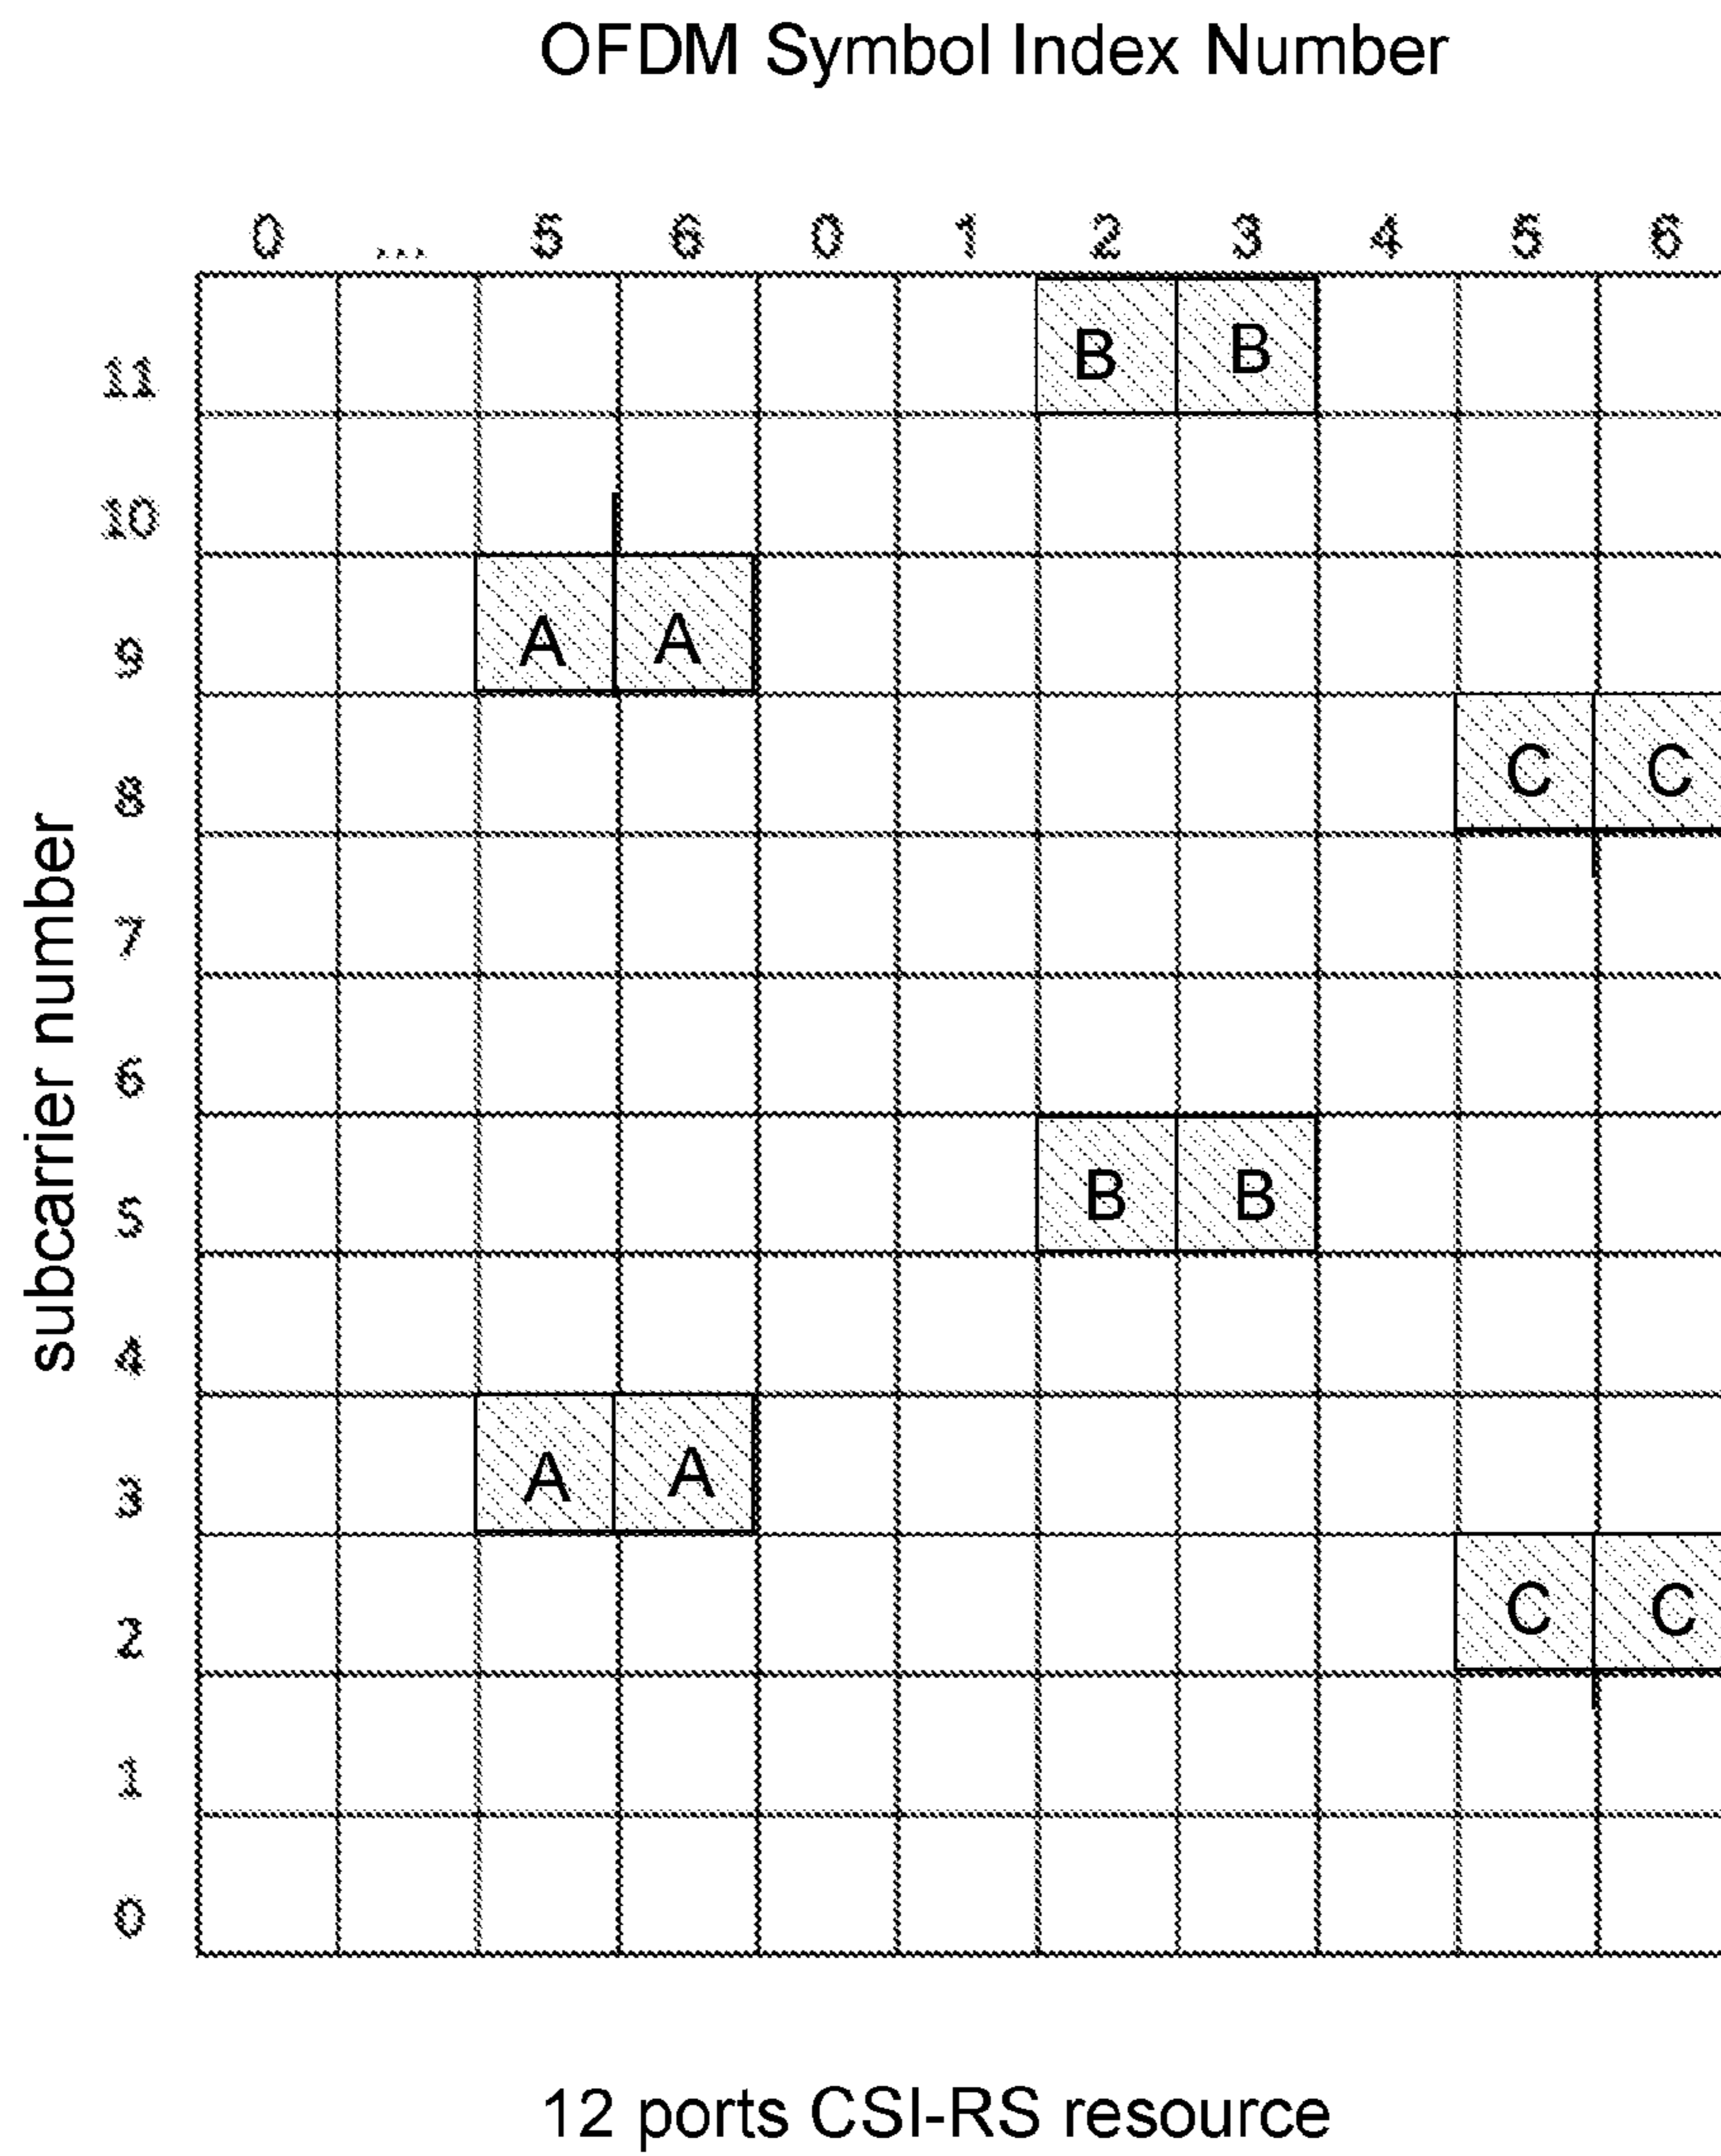 OFDM Symbol Index Number
0 ... 5 6 0 1 2 3 4 5 6
11 B B
10
9 A A
8 C C
7
6
5 B B
4
3 A A
2 C C
1
0
subcarrier number
12 ports CSI-RS resource